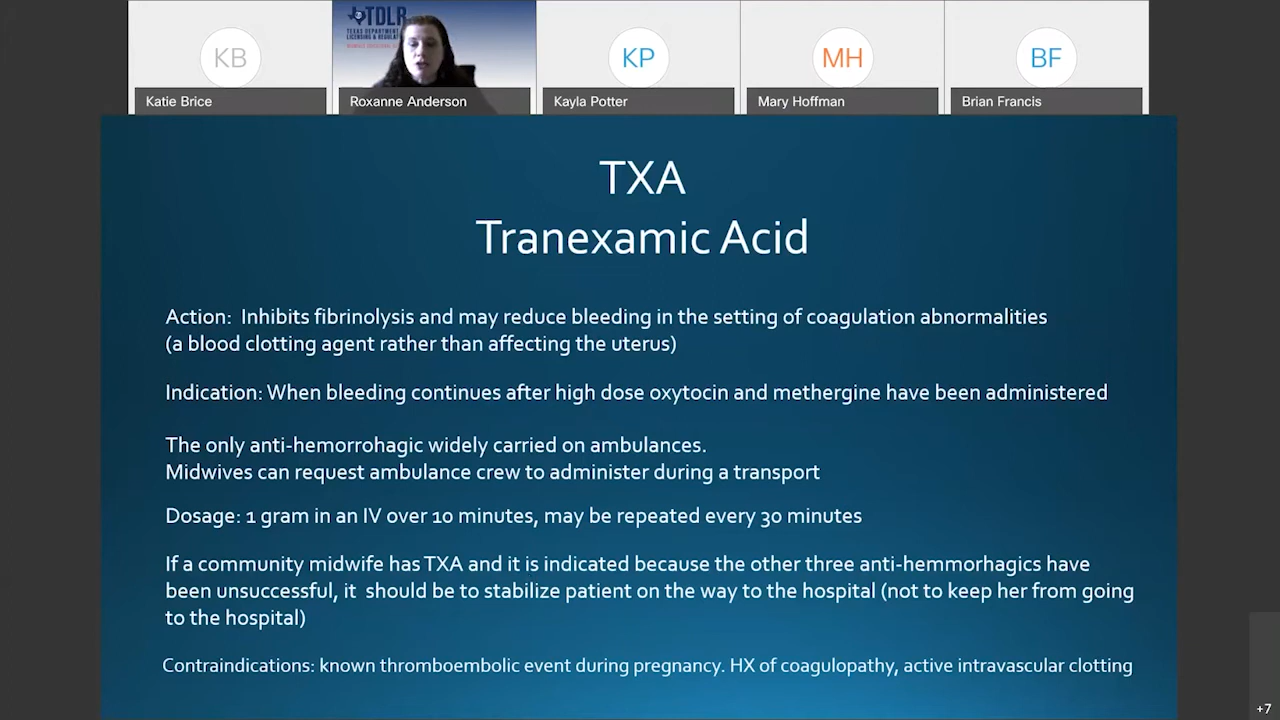 KB
TDLR
TEXAS DEPARTMENT
LICENSING & REGULAT
KP
MH
BF
Katie Brice
Roxanne Anderson
Kayla Potter
Mary Hoffman
Brian Francis
TXA
Tranexamic Acid
Action: Inhibits fibrinolysis and may reduce bleeding in the setting of coagulation abnormalities
(a blood clotting agent rather than affecting the uterus)
Indication: When bleeding continues after high dose oxytocin and methergine have been administered
The only anti-hemorrohagic widely carried on ambulances.
Midwives can request ambulance crew to administer during a transport
Dosage: 1 gram in an IV over 10 minutes, may be repeated every 30 minutes
If a community midwife has TXA and it is indicated because the other three anti-hemmorhagics have
been unsuccessful, it should be to stabilize patient on the way to the hospital (not to keep her from going
to the hospital)
Contraindications: known thromboembolic event during pregnancy. HX of coagulopathy, active intravascular clotting
+7